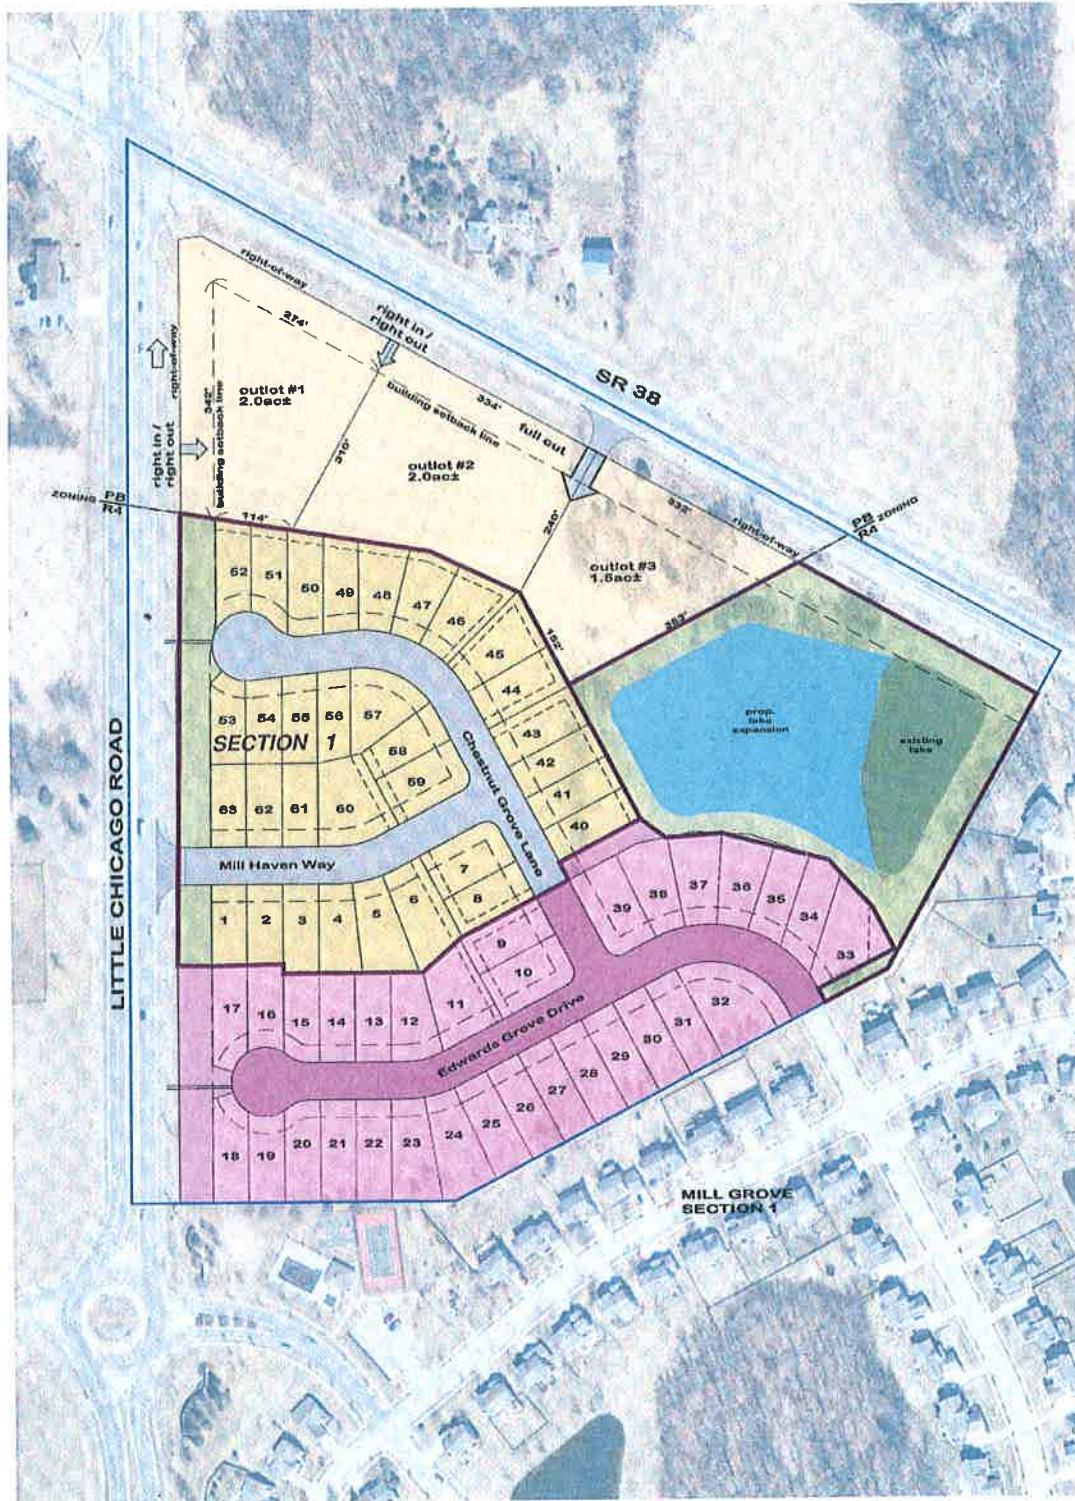 right-of-way
274'
right in /
right out
SR 38
right-of-way
342'
building setback line
outlot #1
2.0ac±
building setback line
334'
full cut
right in /
right out
310'
outlot #2
2.0ac±
332'
right-of-way
ZONING PB
R4
PB ZONING
R4
114'
240'
outlot #3
1.5ac±
353'
152'
52
51
50
49
48
47
46
45
44
43
42
41
40
53
54
55
56
57
58
59
SECTION 1
63
62
61
60
Chestnut Grove Lane
prop.
lake
expansion
existing
lake
LITTLE CHICAGO ROAD
Mill Haven Way
1
2
3
4
5
6
7
8
9
10
11
12
13
14
15
16
17
39
38
37
36
35
34
33
Edwards Grove Drive
18
19
20
21
22
23
24
25
26
27
28
29
30
31
32
MILL GROVE
SECTION 1